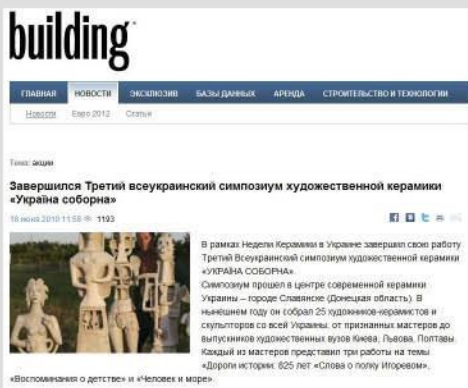 building
ГЛАВНАЯ НОВОСТИ ЭКСКЛЮЗИВ БАЗЫ ДАННЫХ АРЕНДА СТРОИТЕЛЬСТВО И ТЕХНОЛОГИИ
Новости Евро 2012 Статьи
Тема: акции
Завершился Третий всеукраинский симпозиум художественной керамики
«Україна соборна»
2010 11:58 1193
В рамках Недели Керамики в Украине завершил свою работу
Третий Всеукраинский симпозиум художественной керамики
«УКРАЇНА СОБОРНА».
Симпозиум прошел в центре современной керамики
Украины – городе Славянске (Донецкая область). В
нынешнем году он собрал 25 художников-керамистов и
скульпторов со всей Украины, от признанных мастеров до
выпускников художественных вузов Киева, Львова, Полтавы.
Каждый из мастеров представил три работы на темы
«Дороги истории: 825 лет «Слова о полку Игоревом»,
«Воспоминания о детстве» и «Человек и море».